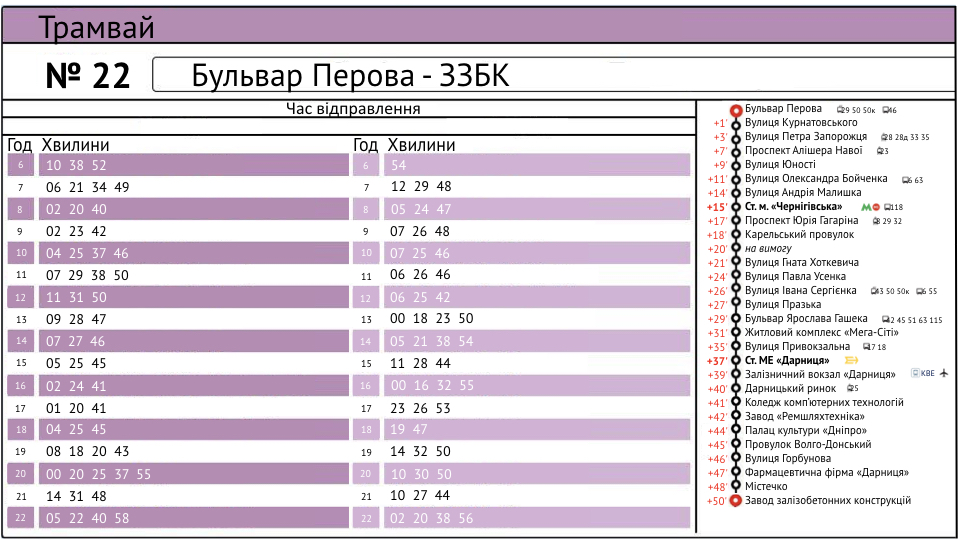 Трамвай
№ 22 Бульвар Перова - ЗЗБК
Час відправлення
Год Хвилини
6 10 38 52
7 06 21 34 49
8 02 20 40
9 02 23 42
10 04 25 37 46
11 07 29 38 50
12 11 31 50
13 09 28 47
14 07 27 46
15 05 25 45
16 02 24 41
17 01 20 41
18 04 25 45
19 08 18 20 43
20 00 20 25 37 55
21 14 31 48
22 05 22 40 58
Год Хвилини
6 54
7 12 29 48
8 05 24 47
9 07 26 48
10 07 25 46
11 06 26 46
12 06 25 42
13 00 18 23 50
14 05 21 38 54
15 11 28 44
16 00 16 32 55
17 23 26 53
18 19 47
19 14 32 50
20 10 30 50
21 10 27 44
22 02 20 38 56
Бульвар Перова 29 50 50к 46
+1' Вулиця Курнатовського
+3' Вулиця Петра Запорожця 8 28д 33 35
+7' Проспект Алішера Навої 3
+9' Вулиця Юності
+11' Вулиця Олександра Бойченка 6 63
+14' Вулиця Андрія Малишка
+15' Ст. м. «Чернігівська» М 118
+17' Проспект Юрія Гагаріна 29 32
+18' Карельський провулок
+20' на вимогу
+21' Вулиця Гната Хоткевича
+24' Вулиця Павла Усенка
+26' Вулиця Івана Сергієнка 43 50 50к 6 55
+27' Вулиця Празька
+29' Бульвар Ярослава Гашека 42 45 51 63 115
+31' Житловий комплекс «Мега-Сіті»
+35' Вулиця Привокзальна 7 18
+37' Ст. МЕ «Дарниця»
+39' Залізничний вокзал «Дарниця» КВЕ
+40' Дарницький ринок 5
+41' Коледж комп'ютерних технологій
+42' Завод «Ремшляхтехніка»
+44' Палац культури «Дніпро»
+45' Провулок Волго-Донський
+46' Вулиця Горбунова
+47' Фармацевтична фірма «Дарниця»
+48' Містечко
+50' Завод залізобетонних конструкцій